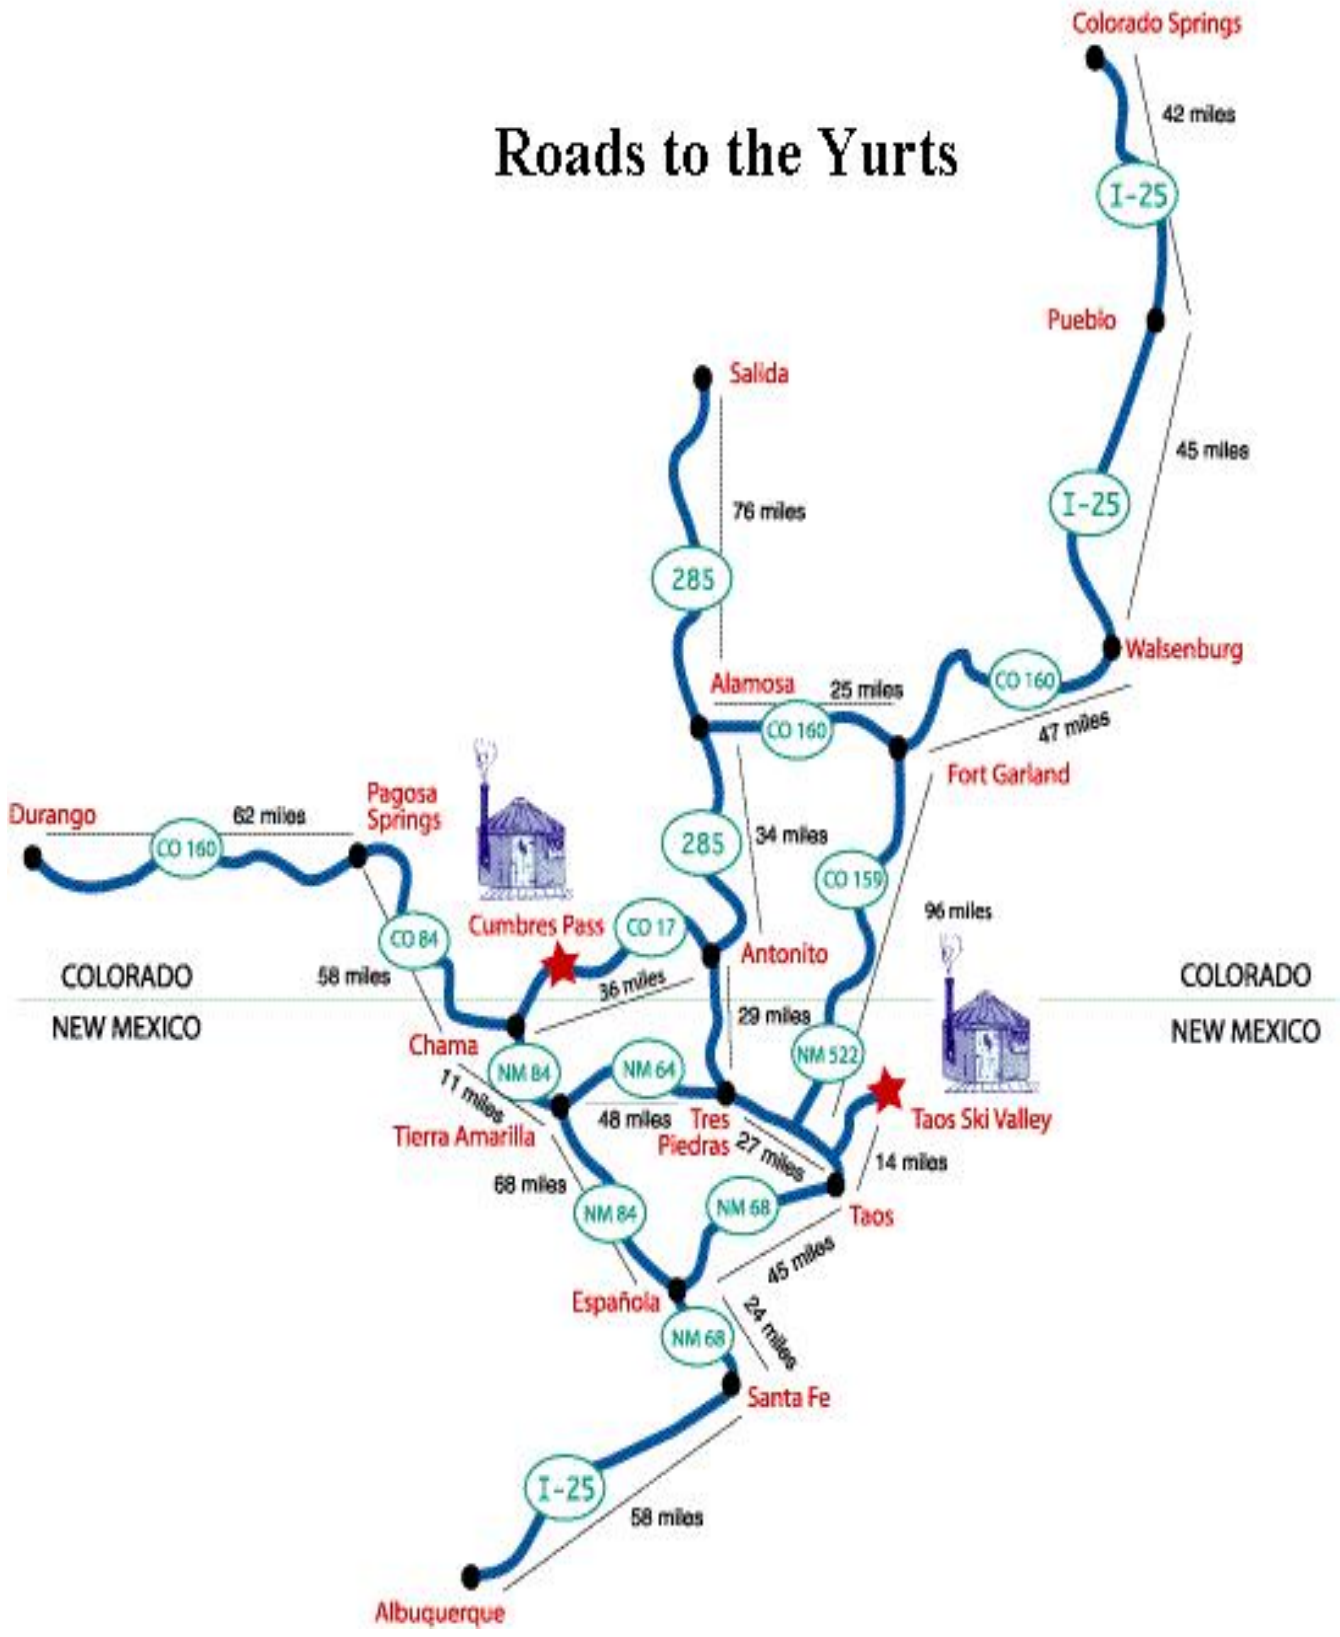 Colorado Springs
42 miles
Roads to the Yurts
I-25
Pueblo
Salida
45 miles
I-25
76 miles
285
Walsenburg
Alamosa
25 miles
CO 160
CO 160
47 miles
Fort Garland
Durango
62 miles
Pagosa
Springs
CO 160
285
34 miles
CO 159
96 miles
Cumbres Pass
CO 17
CO 84
Antonito
COLORADO
58 miles
36 miles
COLORADO
NEW MEXICO
29 miles
NEW MEXICO
Chama
NM 522
NM 84
NM 64
11 miles
48 miles
Tres
Piedras
Taos Ski Valley
Tierra Amarilla
27 miles
14 miles
68 miles
NM 84
NM 68
Taos
45 miles
Española
24 miles
NM 68
Santa Fe
I-25
58 miles
Albuquerque